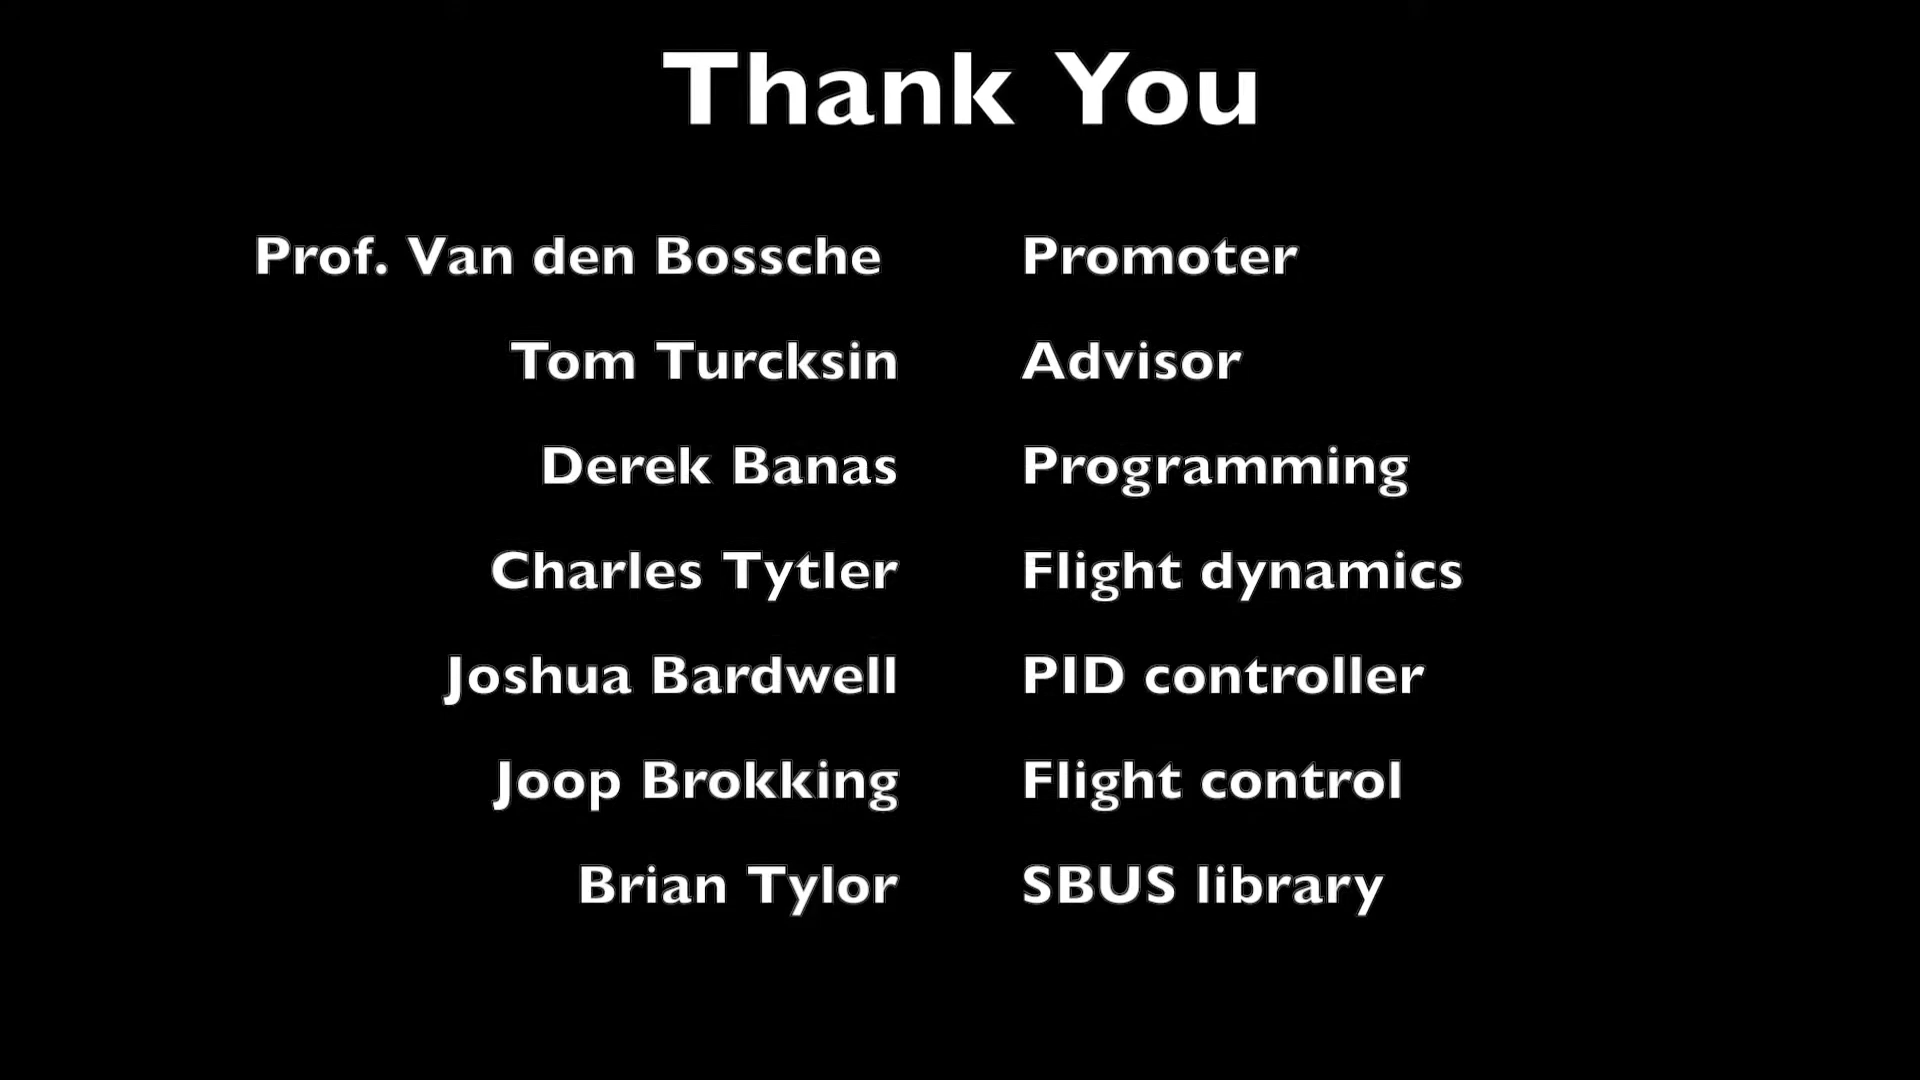 Thank You
Prof. Van den Bossche Promoter
Tom Turcksin Advisor
Derek Banas Programming
Charles Tytler Flight dynamics
Joshua Bardwell PID controller
Joop Brokking Flight control
Brian Tylor SBUS library